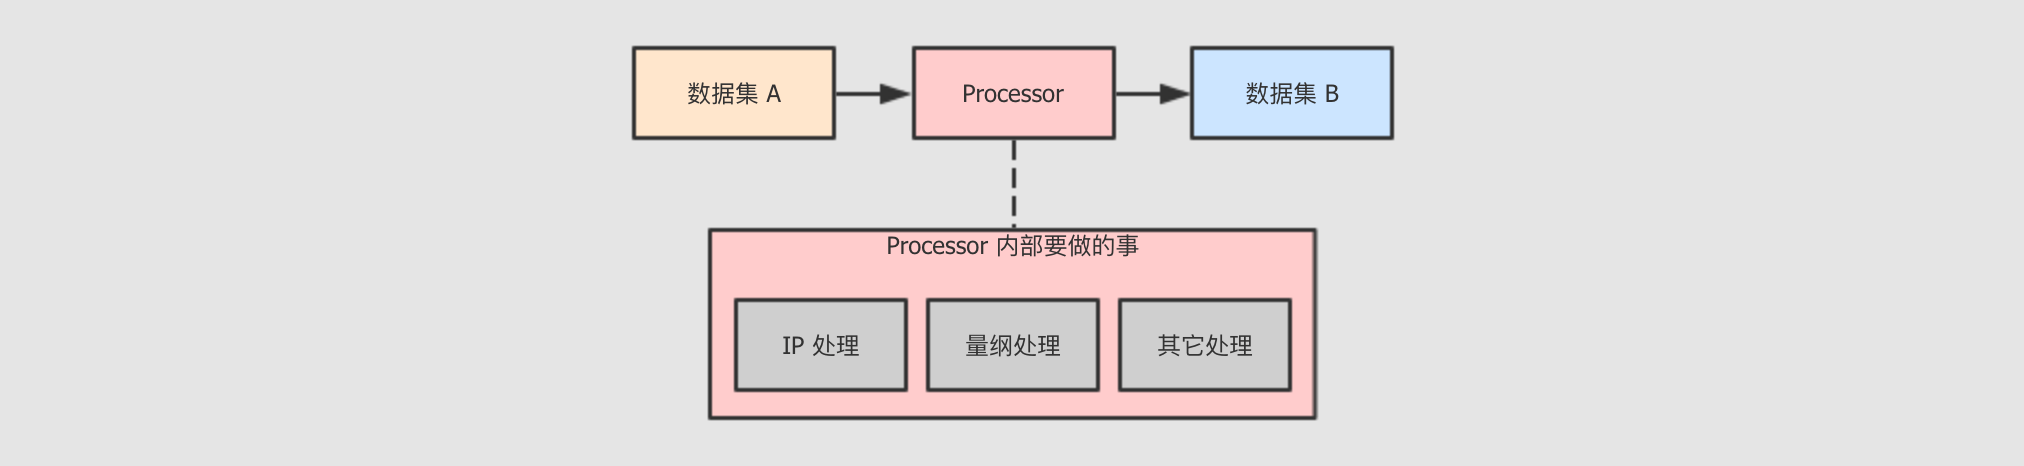 数据集 A
Processor
数据集 B
Processor 内部要做的事
IP 处理
量纲处理
其它处理